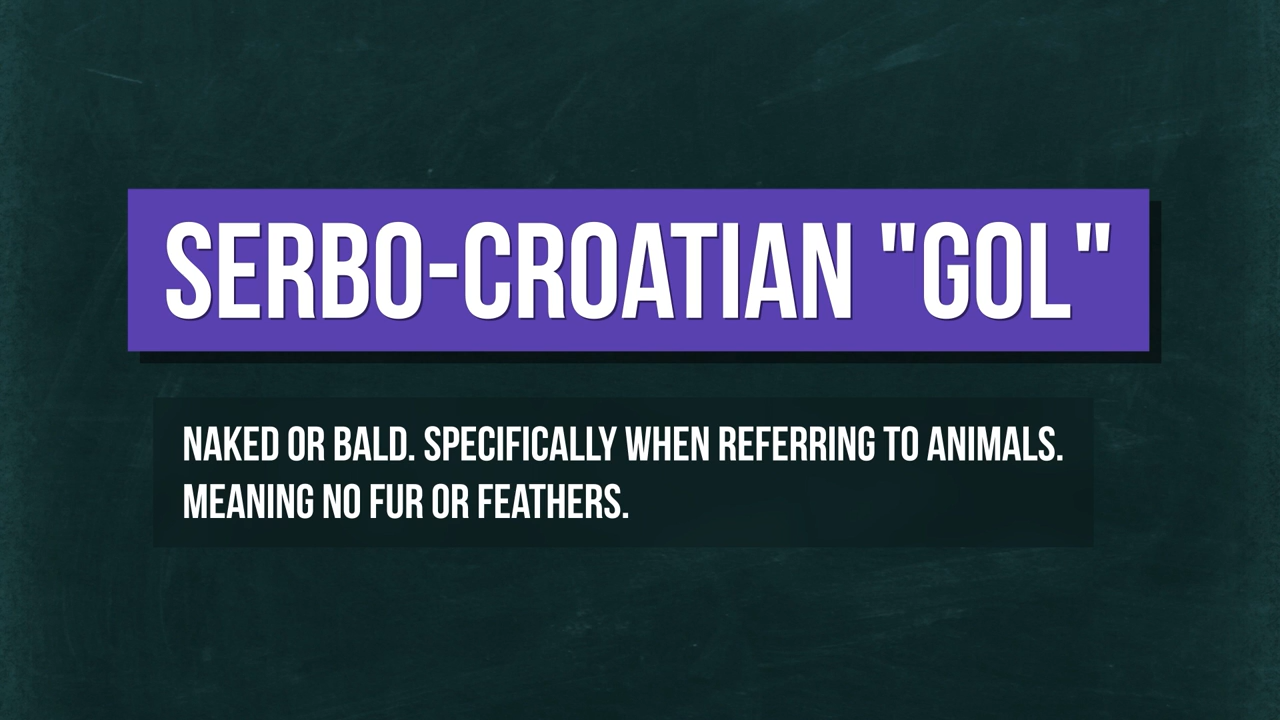 SERBO-CROATIAN "GOL"
NAKED OR BALD. SPECIFICALLY WHEN REFERRING TO ANIMALS.
MEANING NO FUR OR FEATHERS.